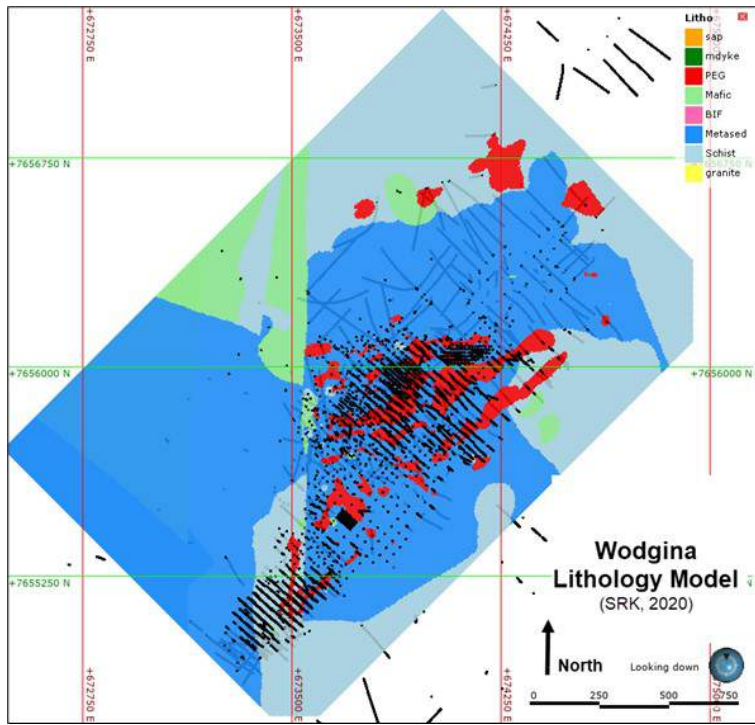 +672750 E
+673500 E
+674250 E
Litho
sap
mdyke
PEG
Mafic
BIF
Metased
Schist
granite
+7656750 N
+7656750 N
+7656000 N
+7656000 N
+7655250 N
Wodgina
Lithology Model
(SRK, 2020)
North
Looking down
0 250 500 750
+672750 E
+673500 E
+674250 E